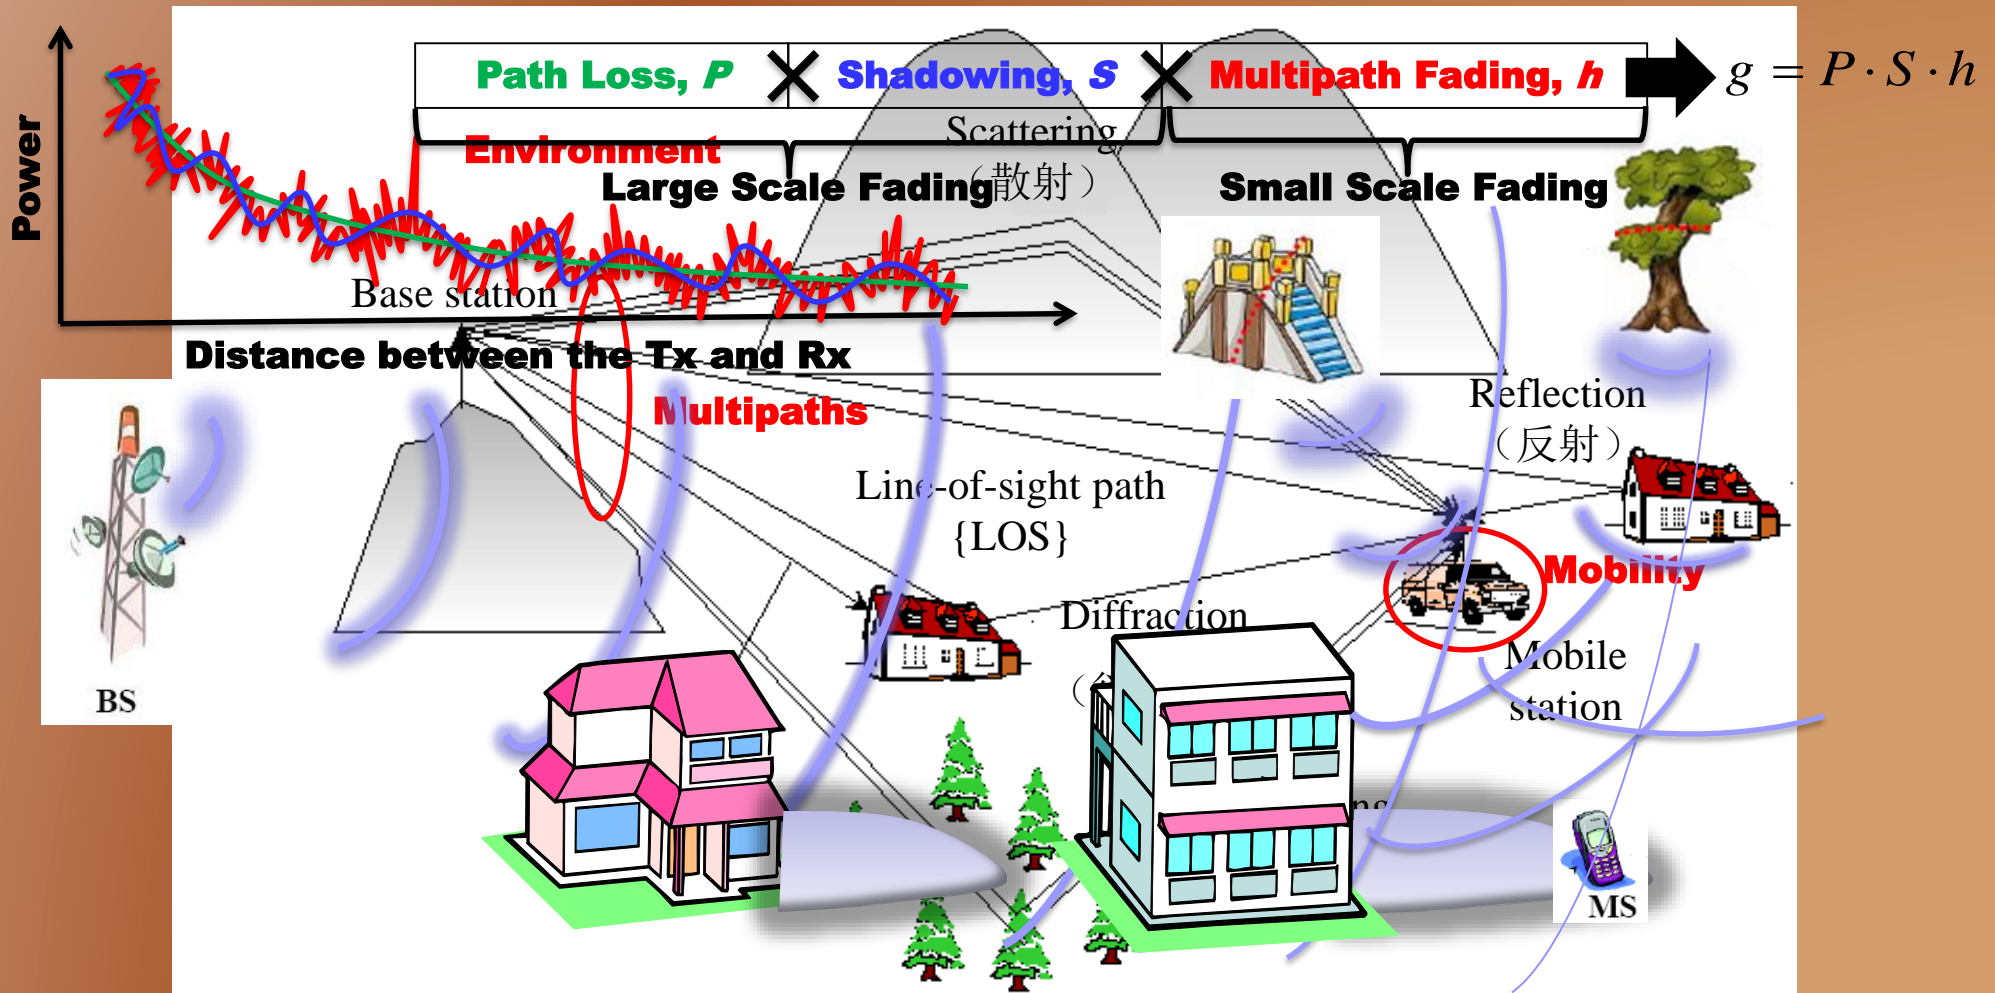 Path Loss, P
Shadowing, S
Multipath Fading, h
g = P · S · h
Power
Environment
Scattering
（散射）
Large Scale Fading
Small Scale Fading
Base station
Distance between the Tx and Rx
Multipaths
Reflection
（反射）
Line-of-sight path
{LOS}
Mobility
Diffraction
Mobile
station
BS
MS